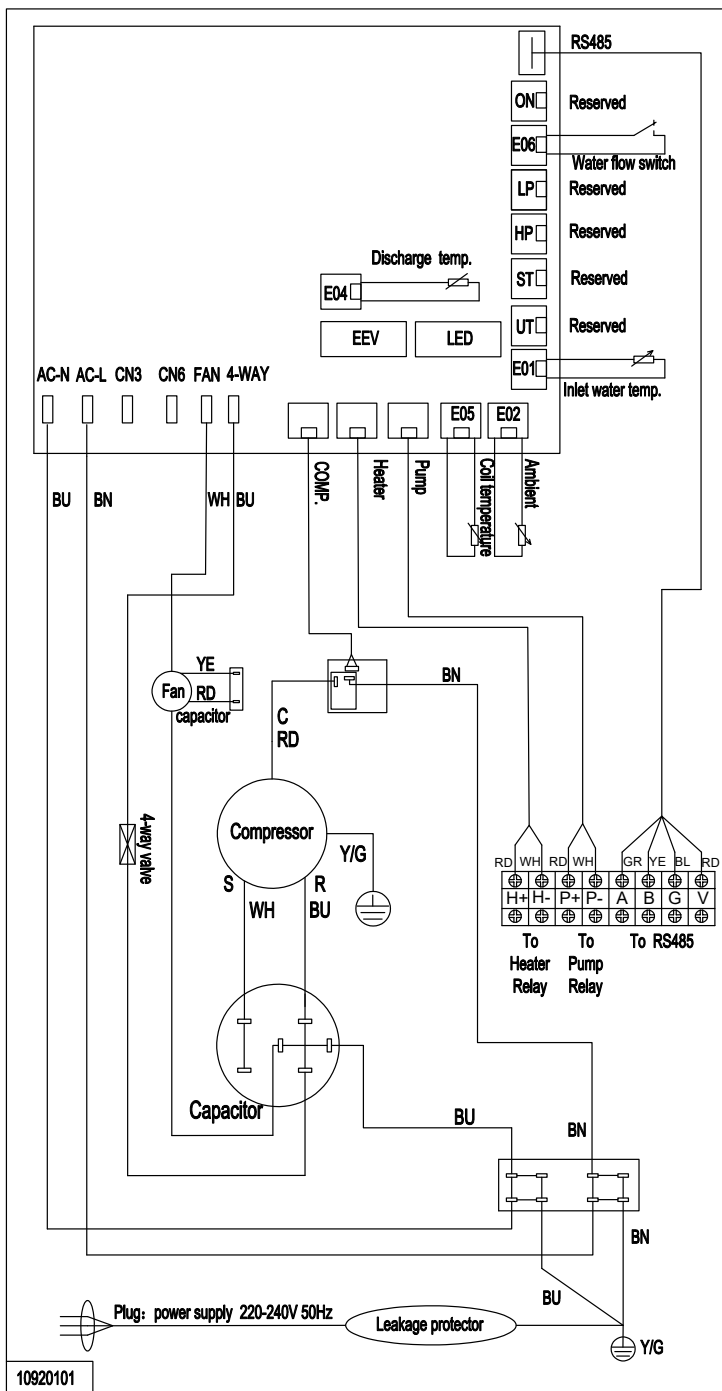 RS485
ON Reserved
E06
Water flow switch
LP Reserved
HP Reserved
Discharge temp.
E04
ST Reserved
EEV LED
UT Reserved
E01
Inlet water temp.
AC-N AC-L CN3 CN6 FAN 4-WAY
E05 E02
COMP.
Heater
Pump
Coil temperature
Ambient
BU BN WH BU
YE
Fan RD
capacitor
BN
C
RD
4-way valve
Compressor
Y/G
S R
WH BU
RD WH RD WH GR YE BL RD
H+ H- P+ P- A B G V
To To To RS485
Heater Pump
Relay Relay
Capacitor
BU BN
BN
BU
Plug: power supply 220-240V 50Hz
Leakage protector
Y/G
10920101